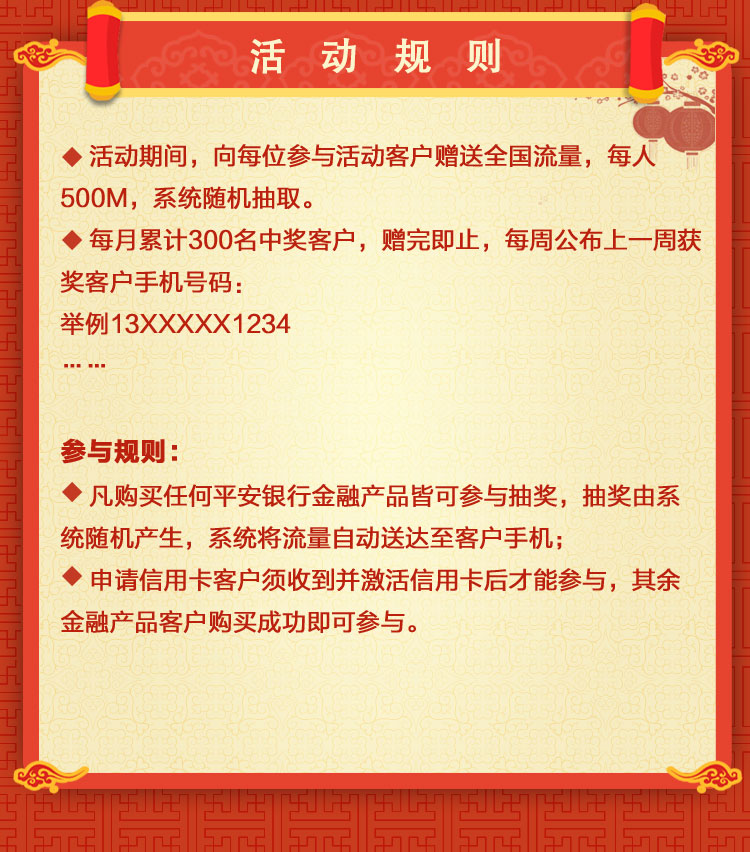 活动规则
◆ 活动期间，向每位参与活动客户赠送全国流量，每人
500M，系统随机抽取。
◆ 每月累计300名中奖客户，赠完即止，每周公布上一周获
奖客户手机号码：
举例13XXXXX1234
... ...
参与规则：
◆ 凡购买任何平安银行金融产品皆可参与抽奖，抽奖由系
统随机产生，系统将流量自动送达至客户手机；
◆ 申请信用卡客户须收到并激活信用卡后才能参与，其余
金融产品客户购买成功即可参与。